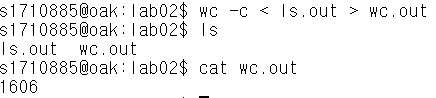 s1710885@oak:lab02$ wc -c < ls.out > wc.out
s1710885@oak:lab02$ ls
ls.out  wc.out
s1710885@oak:lab02$ cat wc.out
1606